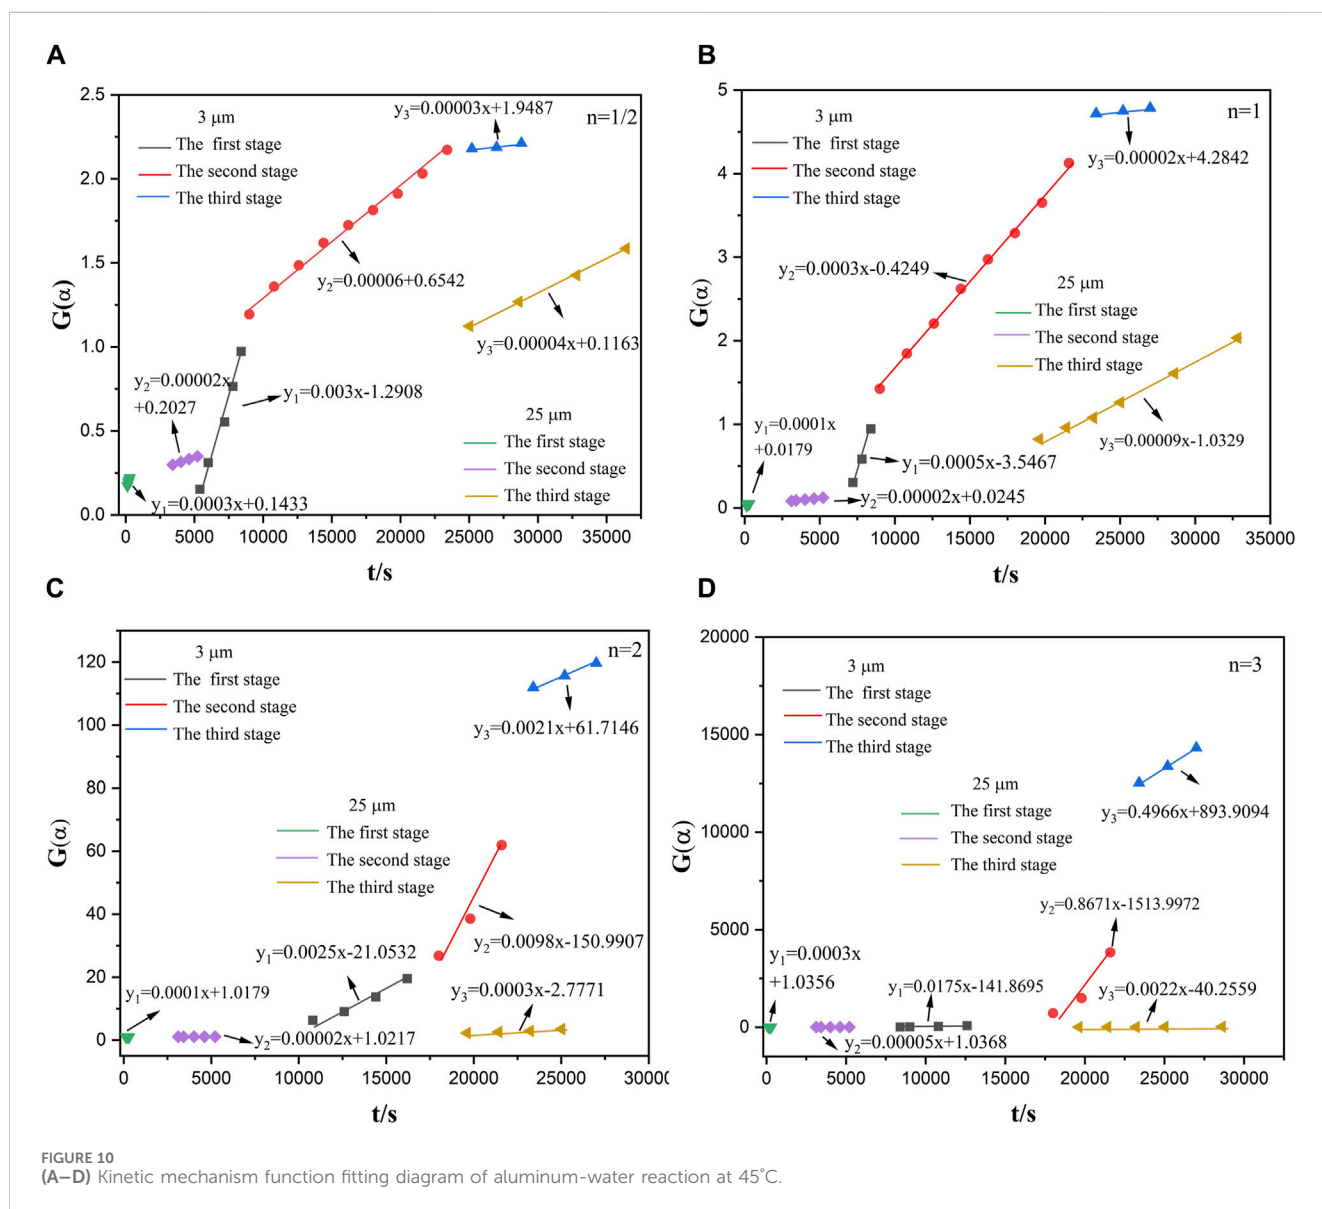 A
2.5
2.0
1.5
1.0
0.5
0.0
G(α)
3 μm
The first stage
The second stage
The third stage
y₃=0.00003x+1.9487
n=1/2
y₂=0.00006+0.6542
y₃=0.00004x+0.1163
y₂=0.00002x
+0.2027
y₁=0.003x-1.2908
25 μm
The first stage
The second stage
The third stage
y₁=0.0003x+0.1433
0 5000 10000 15000 20000 25000 30000 35000
t/s
B
5
4
3
2
1
0
G(α)
3 μm
The first stage
The second stage
The third stage
n=1
y₃=0.00002x+4.2842
y₂=0.0003x-0.4249
25 μm
The first stage
The second stage
The third stage
y₁=0.0001x
+0.0179
y₃=0.00009x-1.0329
y₁=0.0005x-3.5467
y₂=0.00002x+0.0245
0 5000 10000 15000 20000 25000 30000 35000
t/s
C
120
100
80
60
40
20
0
G(α)
3 μm
The first stage
The second stage
The third stage
n=2
y₃=0.0021x+61.7146
25 μm
The first stage
The second stage
The third stage
y₁=0.0025x-21.0532
y₂=0.0098x-150.9907
y₁=0.0001x+1.0179
y₃=0.0003x-2.7771
y₂=0.00002x+1.0217
0 5000 10000 15000 20000 25000 30000
t/s
D
20000
15000
10000
5000
0
G(α)
3 μm
The first stage
The second stage
The third stage
n=3
25 μm
The first stage
The second stage
The third stage
y₃=0.4966x+893.9094
y₂=0.8671x-1513.9972
y₁=0.0003x
+1.0356
y₁=0.0175x-141.8695
y₃=0.0022x-40.2559
y₂=0.00005x+1.0368
0 5000 10000 15000 20000 25000 30000
t/s
FIGURE 10
(A–D) Kinetic mechanism function fitting diagram of aluminum-water reaction at 45°C.